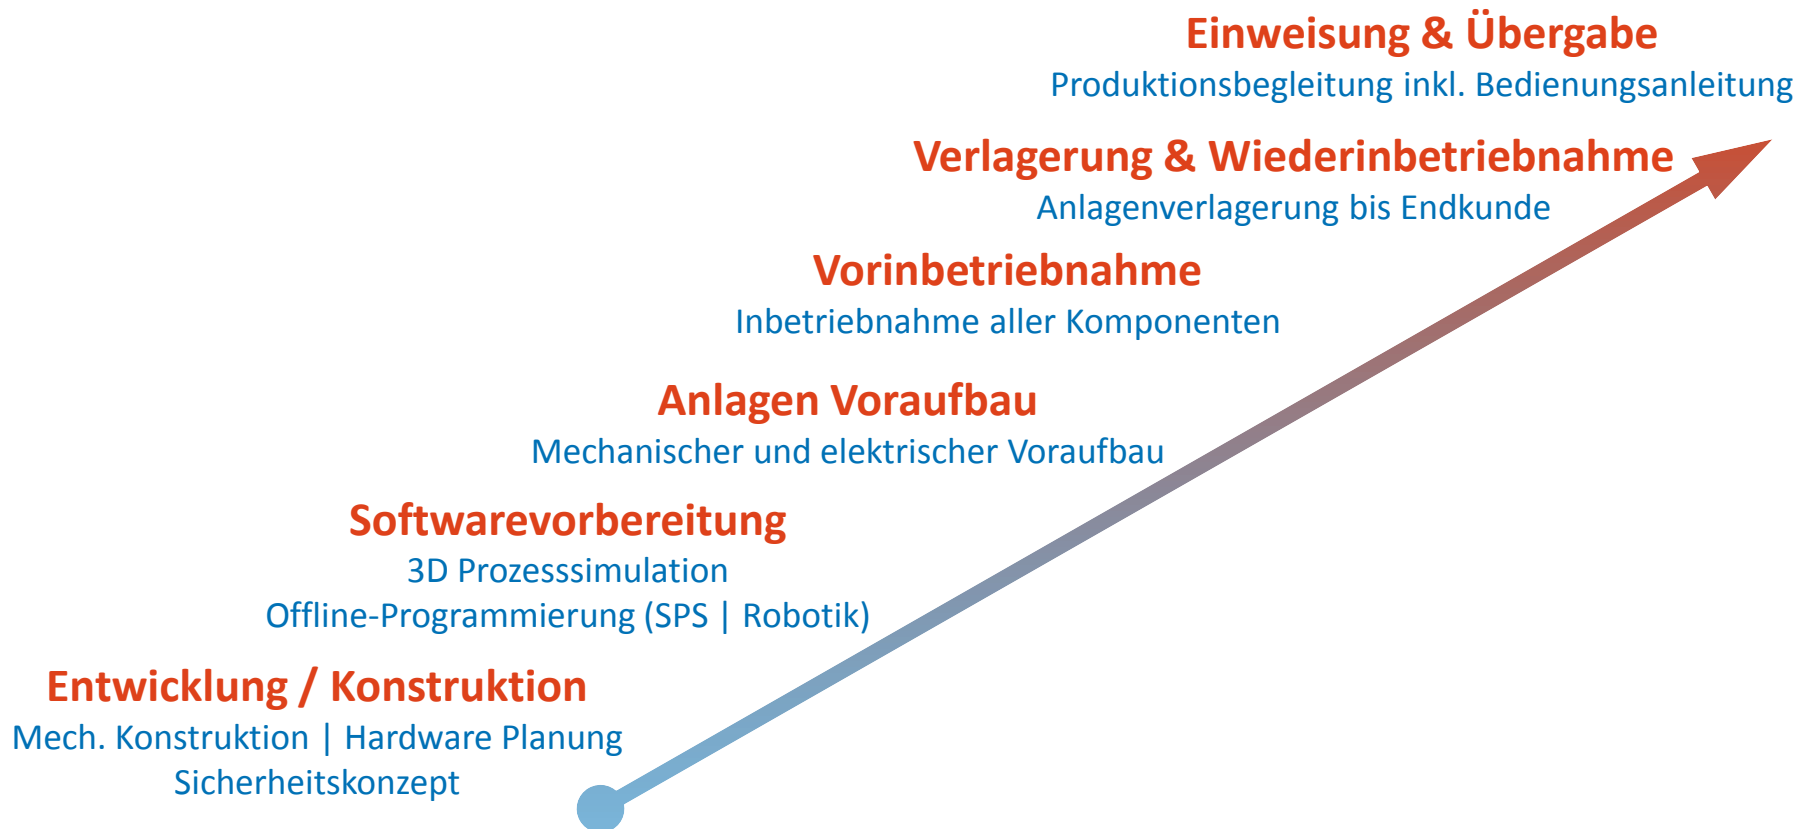 Einweisung & Übergabe
Produktionsbegleitung inkl. Bedienungsanleitung
Verlagerung & Wiederinbetriebnahme
Anlagenverlagerung bis Endkunde
Vorinbetriebnahme
Inbetriebnahme aller Komponenten
Anlagen Voraufbau
Mechanischer und elektrischer Voraufbau
Softwarevorbereitung
3D Prozesssimulation
Offline-Programmierung (SPS | Robotik)
Entwicklung / Konstruktion
Mech. Konstruktion | Hardware Planung
Sicherheitskonzept